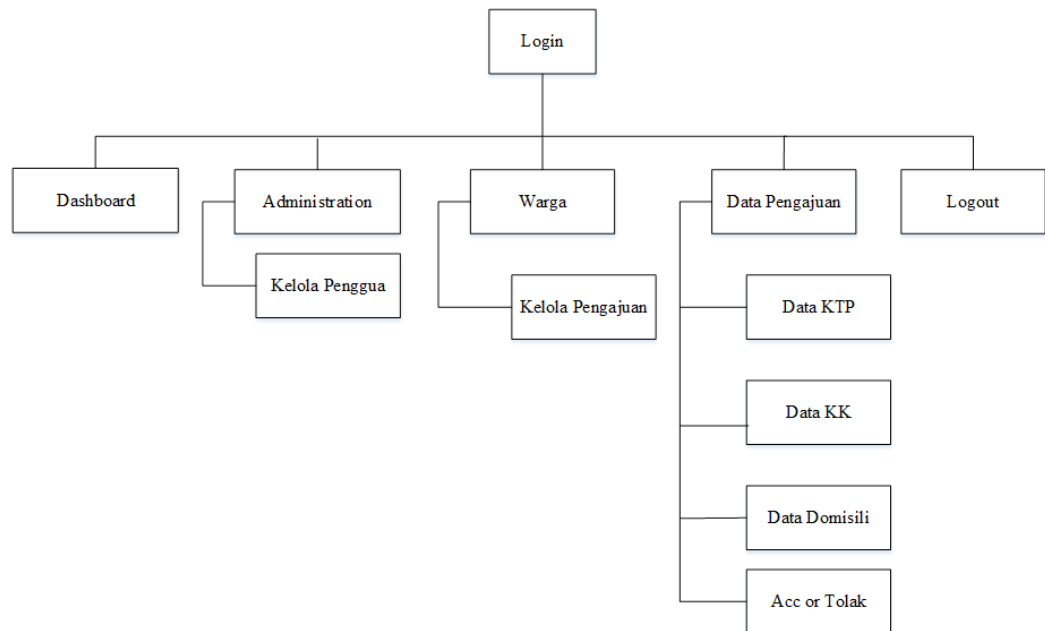 Login
Dashboard
Administration
Warga
Data Pengajuan
Logout
Kelola Penggua
Kelola Pengajuan
Data KTP
Data KK
Data Domisili
Acc or Tolak